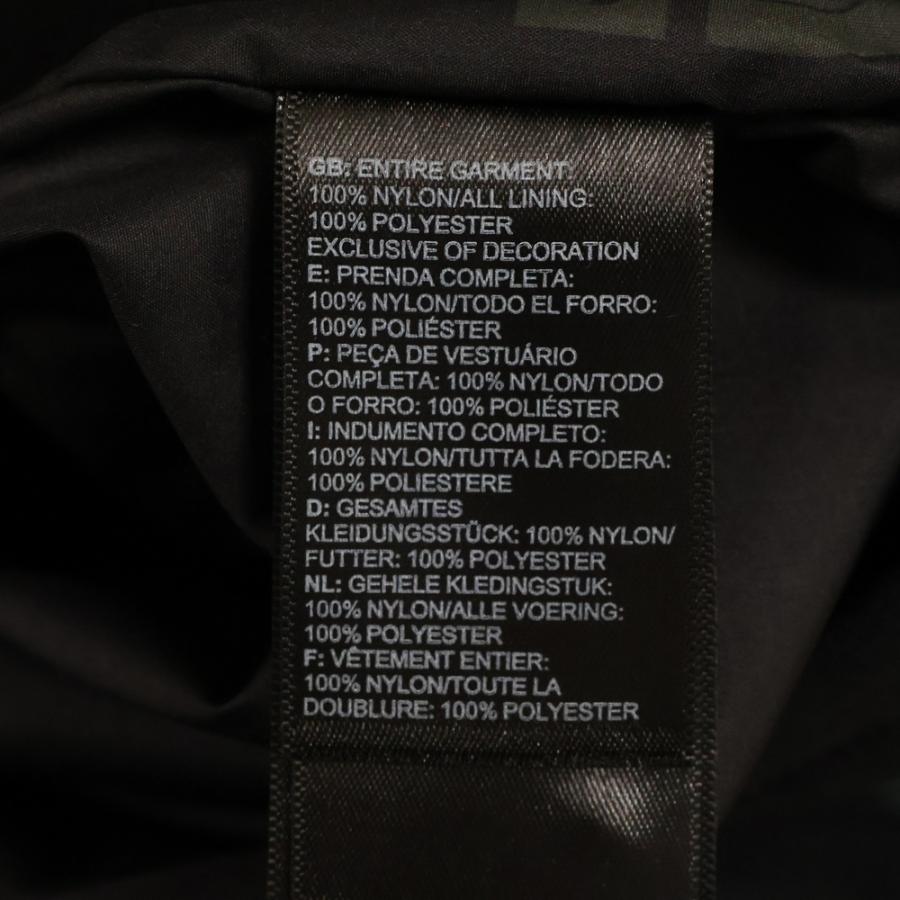 GB: ENTIRE GARMENT:
100% NYLON/ALL LINING:
100% POLYESTER
EXCLUSIVE OF DECORATION
E: PRENDA COMPLETA:
100% NYLON/TODO EL FORRO:
100% POLIÉSTER
P: PEÇA DE VESTUÁRIO
COMPLETA: 100% NYLON/TODO
O FORRO: 100% POLIÉSTER
I: INDUMENTO COMPLETO:
100% NYLON/TUTTA LA FODERA:
100% POLIESTERE
D: GESAMTES
KLEIDUNGSSTÜCK: 100% NYLON/
FUTTER: 100% POLYESTER
NL: GEHELE KLEDINGSTUK:
100% NYLON/ALLE VOERING:
100% POLYESTER
F: VÊTEMENT ENTIER:
100% NYLON/TOUTE LA
DOUBLURE: 100% POLYESTER